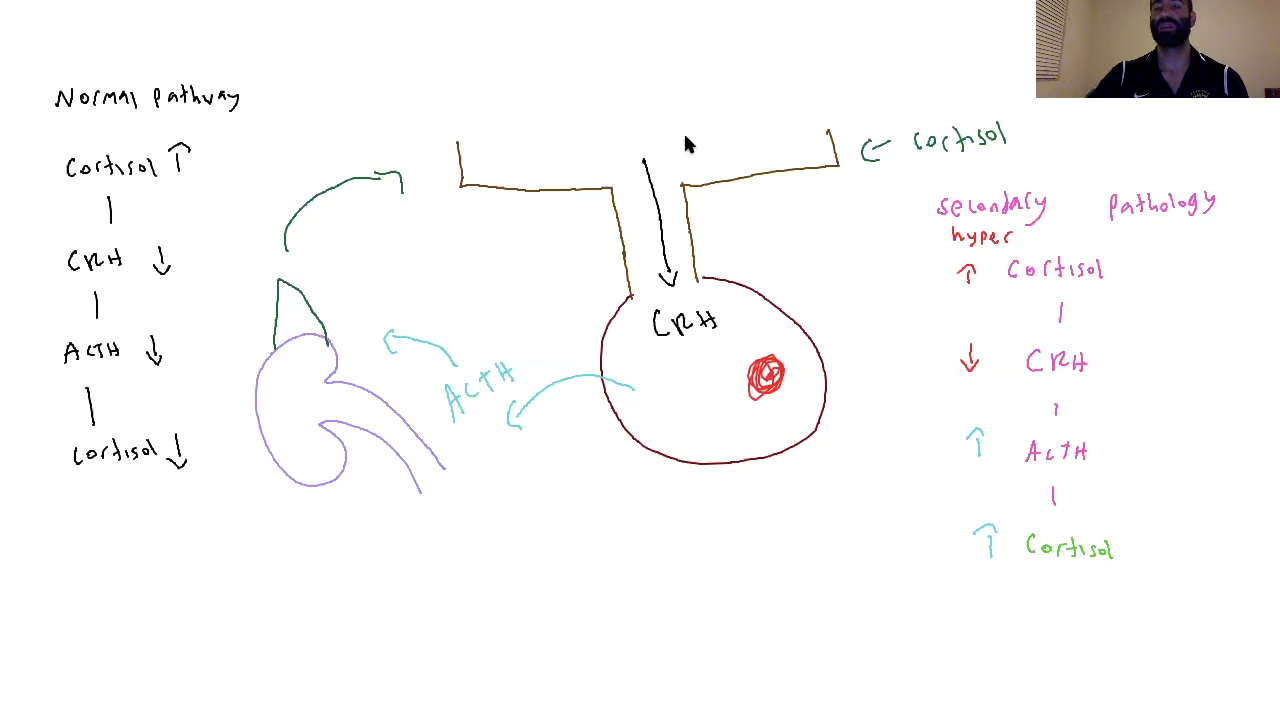 Normal Pathway
Cortisol ↑
CRH ↓
ACTH ↓
Cortisol ↓
CRH
ACTH
← Cortisol
Secondary Pathology
hyper
↑ Cortisol
↓ CRH
↑ ACTH
↑ Cortisol